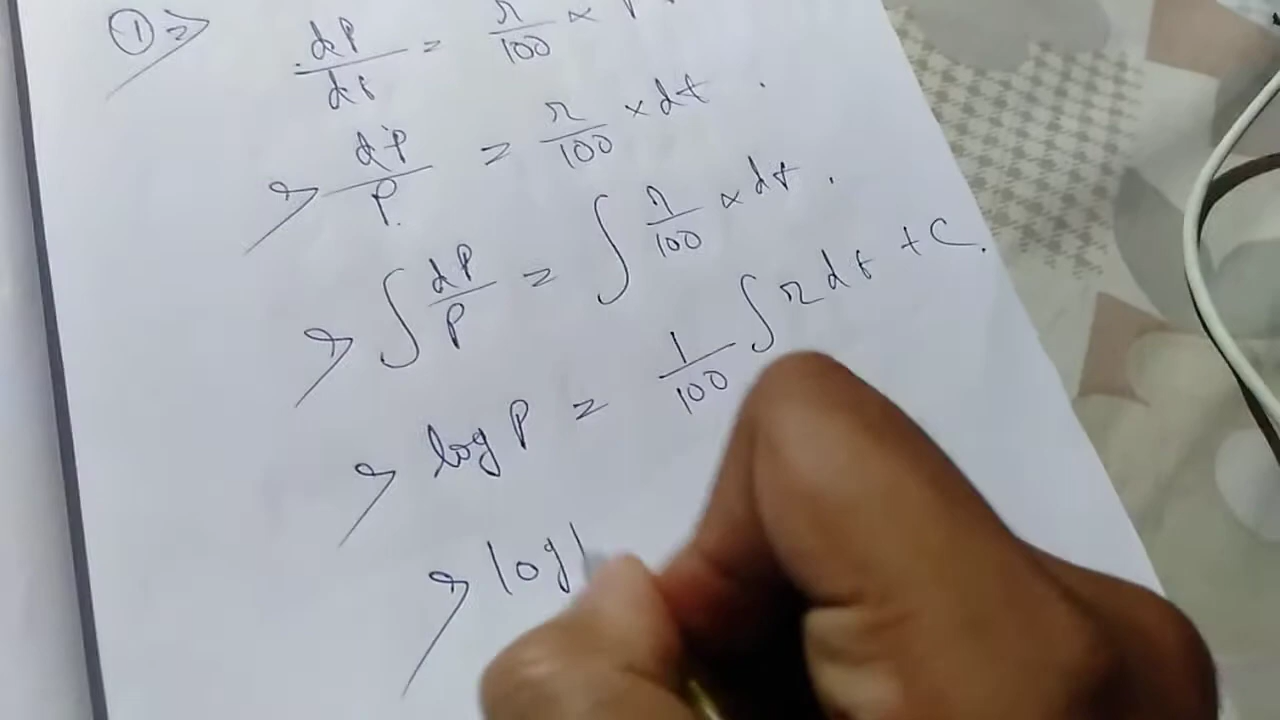 ① => dP/dt = r/100 × P.
=> dP/P = r/100 × dt.
=> ∫ dP/P = ∫ r/100 × dt.
=> log P = 1/100 ∫ r dt + C.
=> log